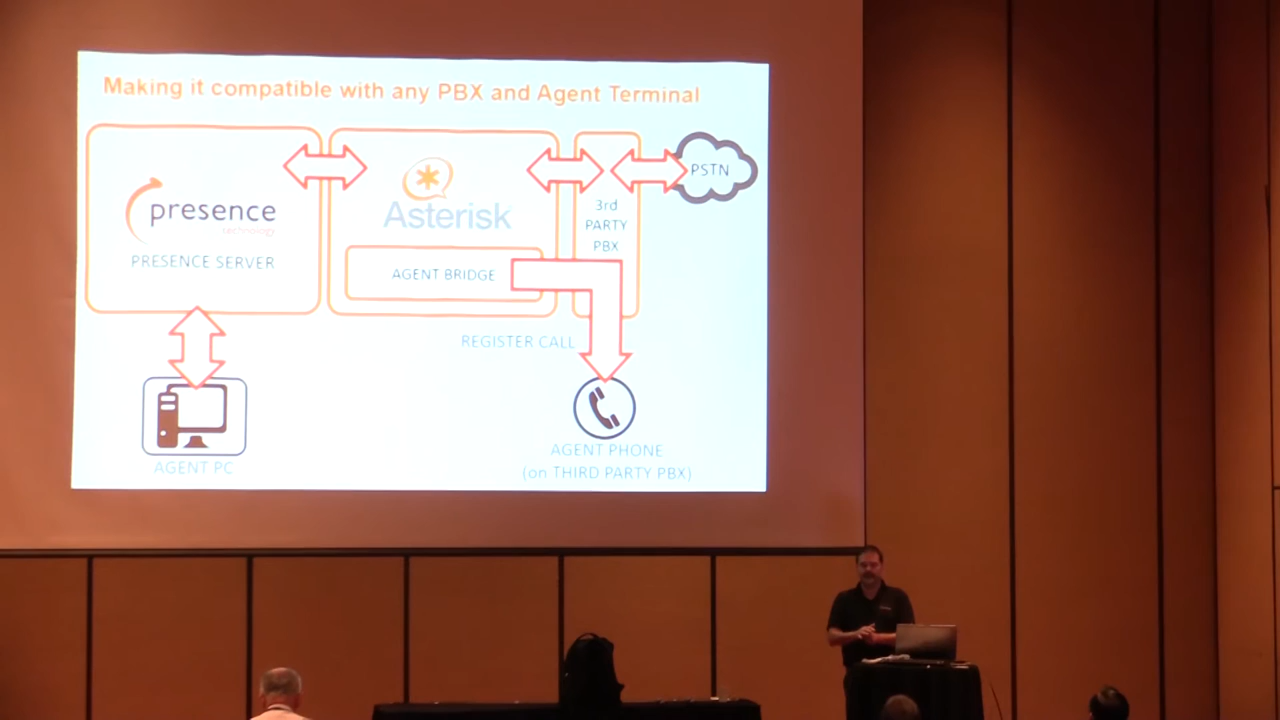 Making it compatible with any PBX and Agent Terminal
presence
technology
PRESENCE SERVER
Asterisk
AGENT BRIDGE
3rd
PARTY
PBX
PSTN
REGISTER CALL
AGENT PC
AGENT PHONE
(on THIRD PARTY PBX)